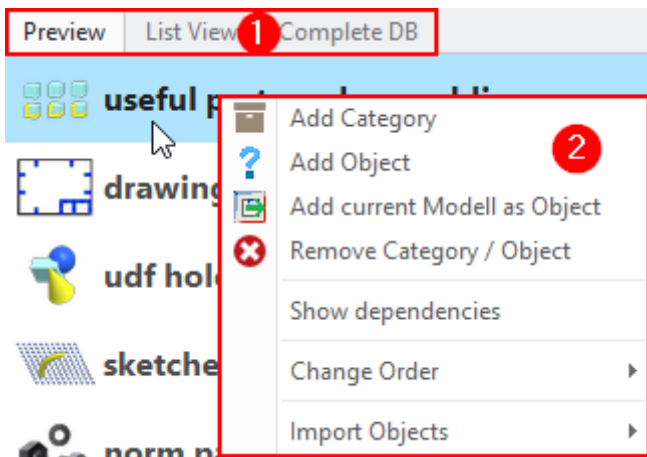 Preview List View 1 Complete DB
useful
Add Category
2
Add Object
drawing
Add current Modell as Object
Remove Category / Object
udf hol
Show dependencies
sketche
Change Order
Import Objects
norm